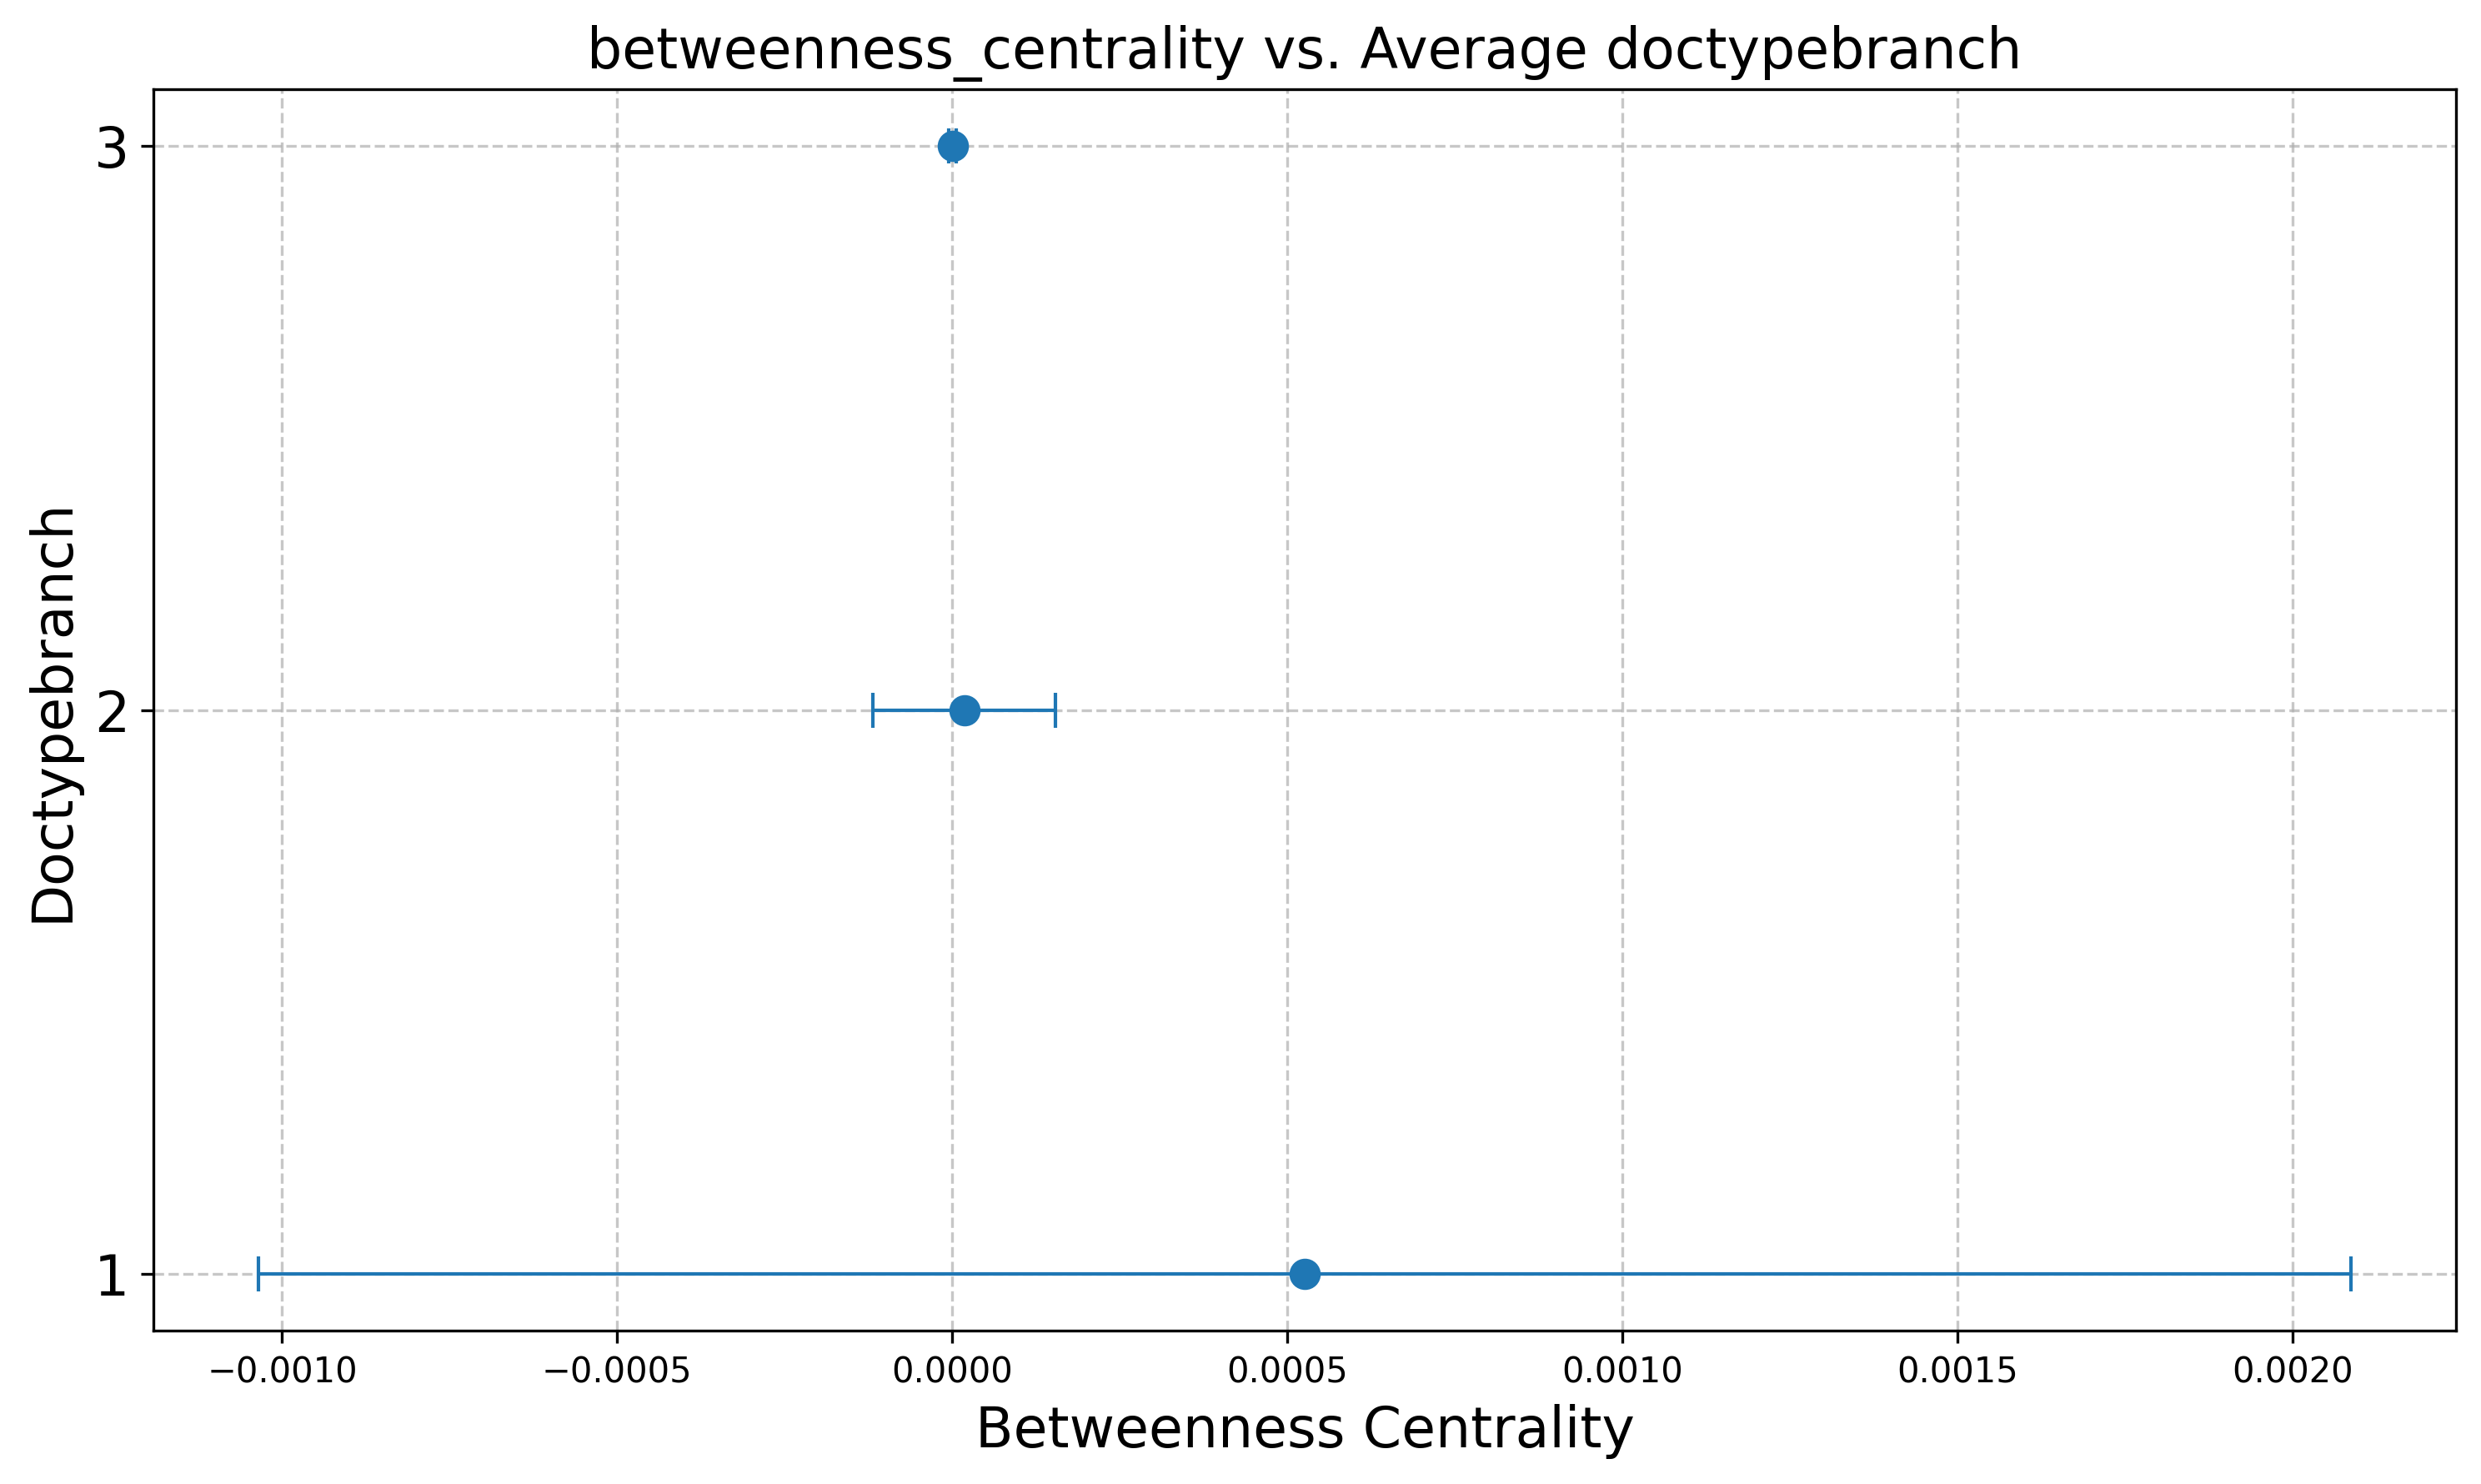 betweenness_centrality vs. Average doctypebranch
3
2
1
Doctypebranch
−0.0010 −0.0005 0.0000 0.0005 0.0010 0.0015 0.0020
Betweenness Centrality